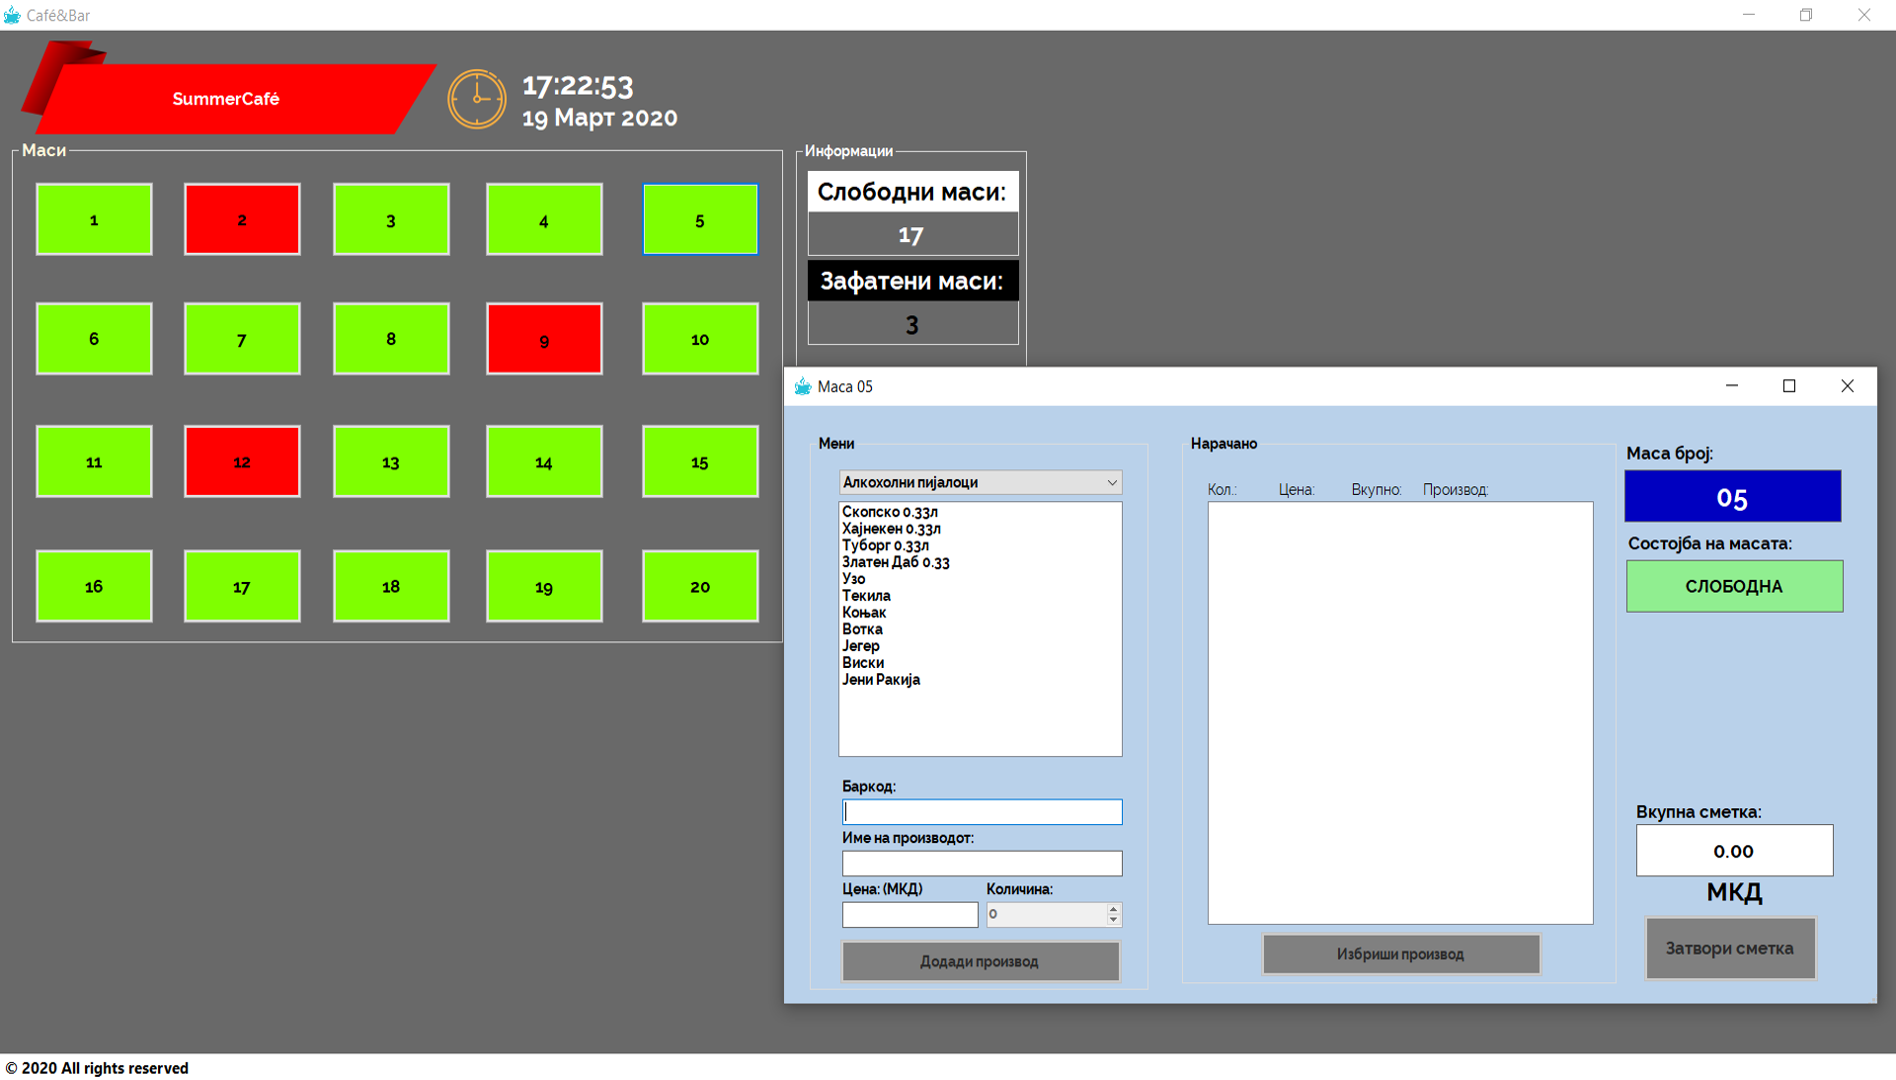 Café&Bar
SummerCafé
17:22:53
19 Март 2020
Маси
1
2
3
4
5
6
7
8
9
10
11
12
13
14
15
16
17
18
19
20
Информации
Слободни маси:
17
Зафатени маси:
3
Маса 05
Мени
Алкохолни пијалоци
Скопско 0.33л
Хајнекен 0.33л
Туборг 0.33л
Златен Даб 0.33
Узо
Текила
Коњак
Вотка
Јегер
Виски
Јени Ракија
Баркод:
Име на производот:
Цена: (МКД)
Количина:
0
Додади производ
Нарачано
Кол.: Цена: Вкупно: Производ:
Избриши производ
Маса број:
05
Состојба на масата:
СЛОБОДНА
Вкупна сметка:
0.00
МКД
Затвори сметка
© 2020 All rights reserved